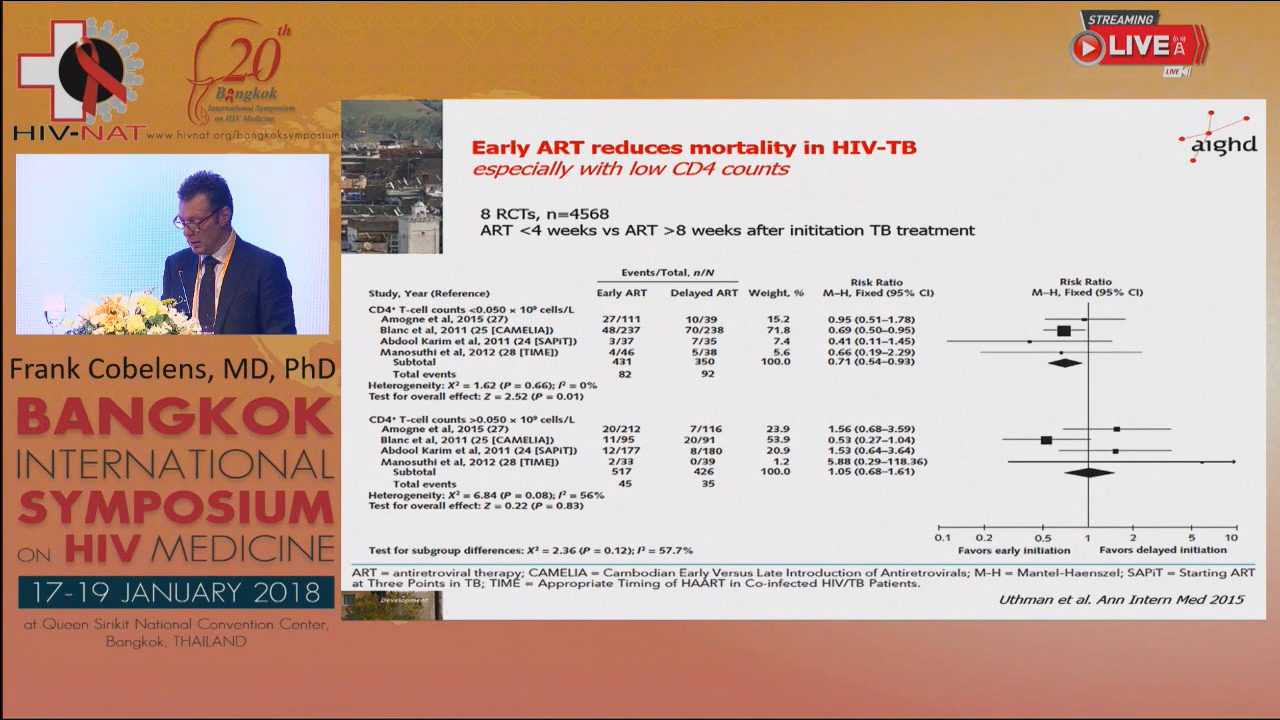 HIV-NAT
www.hivnat.org/bangkoksymposium
20th
Bangkok
International Symposium
on HIV Medicine
STREAMING
LIVE
LIVE
Frank Cobelens, MD, PhD
BANGKOK
INTERNATIONAL
SYMPOSIUM
ON HIV MEDICINE
17-19 JANUARY 2018
at Queen Sirikit National Convention Center,
Bangkok, THAILAND
aighd
Early ART reduces mortality in HIV-TB
especially with low CD4 counts
8 RCTs, n=4568
ART <4 weeks vs ART >8 weeks after inititation TB treatment
Events/Total, n/N
Risk Ratio Risk Ratio
Study, Year (Reference) Early ART Delayed ART Weight, % M–H, Fixed (95% CI) M–H, Fixed (95% CI)
CD4⁺ T-cell counts <0.050 × 10⁹ cells/L
Amogne et al, 2015 (27) 27/111 10/39 15.2 0.95 (0.51–1.78)
Blanc et al, 2011 (25 [CAMELIA]) 48/237 70/238 71.8 0.69 (0.50–0.95)
Abdool Karim et al, 2011 (24 [SAPiT]) 3/37 7/35 7.4 0.41 (0.11–1.45)
Manosuthi et al, 2012 (28 [TIME]) 4/46 5/38 5.6 0.66 (0.19–2.29)
Subtotal 431 350 100.0 0.71 (0.54–0.93)
Total events 82 92
Heterogeneity: X² = 1.62 (P = 0.66); I² = 0%
Test for overall effect: Z = 2.52 (P = 0.01)
CD4⁺ T-cell counts >0.050 × 10⁹ cells/L
Amogne et al, 2015 (27) 20/212 7/116 23.9 1.56 (0.68–3.59)
Blanc et al, 2011 (25 [CAMELIA]) 11/95 20/91 53.9 0.53 (0.27–1.04)
Abdool Karim et al, 2011 (24 [SAPiT]) 12/177 8/180 20.9 1.53 (0.64–3.64)
Manosuthi et al, 2012 (28 [TIME]) 2/33 0/39 1.2 5.88 (0.29–118.36)
Subtotal 517 426 100.0 1.05 (0.68–1.61)
Total events 45 35
Heterogeneity: X² = 6.84 (P = 0.08); I² = 56%
Test for overall effect: Z = 0.22 (P = 0.83)
0.1 0.2 0.5 1 2 5 10
Test for subgroup differences: X² = 2.36 (P = 0.12); I² = 57.7% Favors early initiation Favors delayed initiation
ART = antiretroviral therapy; CAMELIA = Cambodian Early Versus Late Introduction of Antiretrovirals; M–H = Mantel-Haenszel; SAPiT = Starting ART
at Three Points in TB; TIME = Appropriate Timing of HAART in Co-infected HIV/TB Patients.
Development
Uthman et al. Ann Intern Med 2015